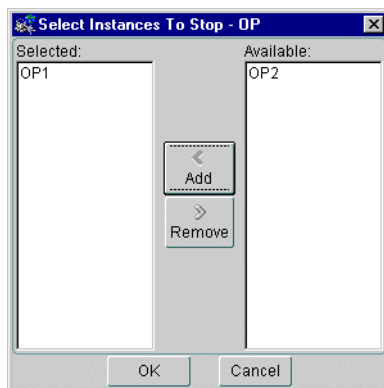 Select Instances To Stop - OP
Selected:
Available:
OP1
OP2
Add
Remove
OK
Cancel